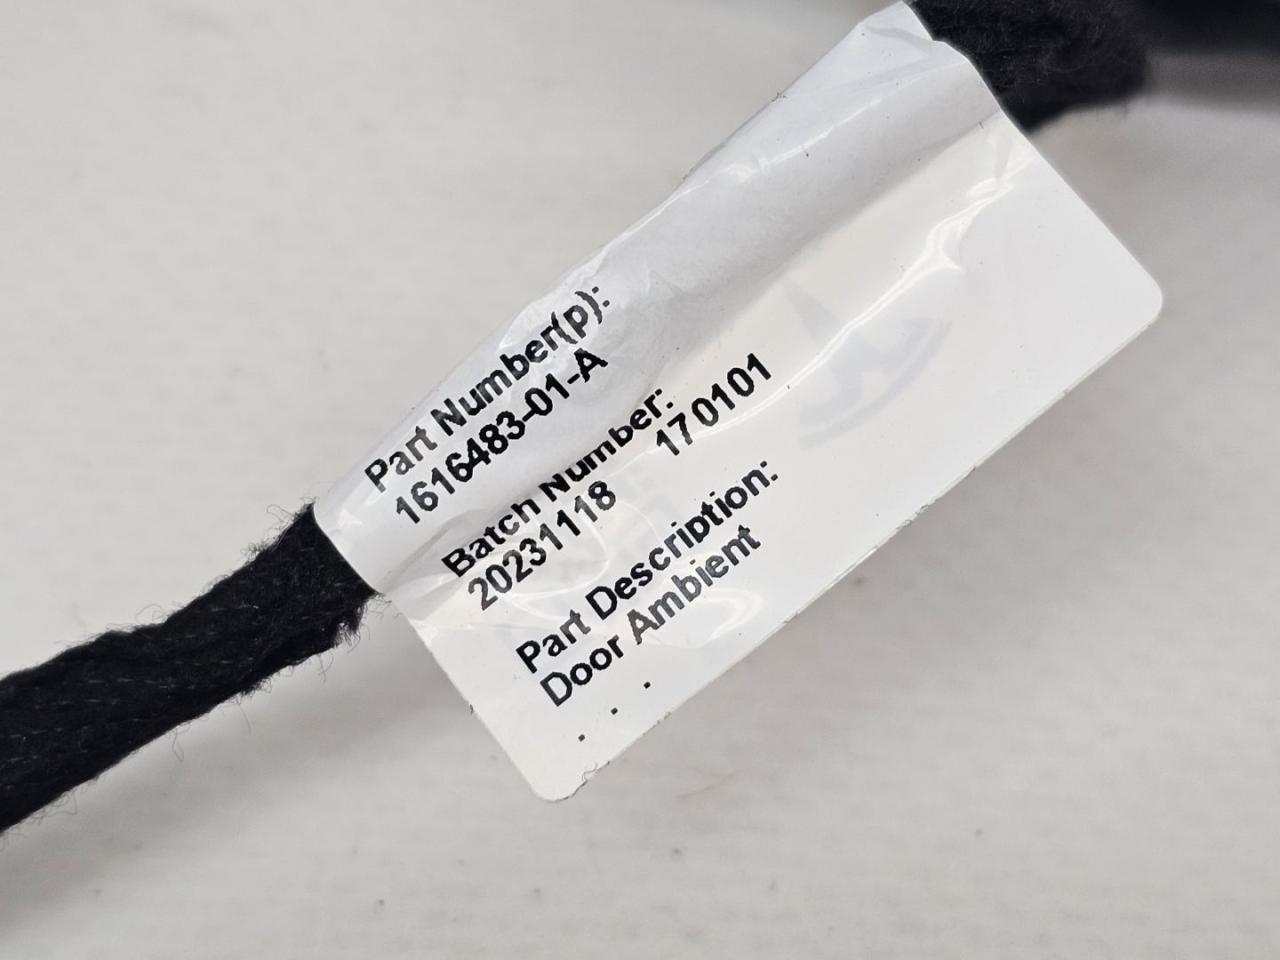 Part Number(p):
1616483-01-A
Batch Number:
20231118 170101
Part Description:
Door Ambient
. . .